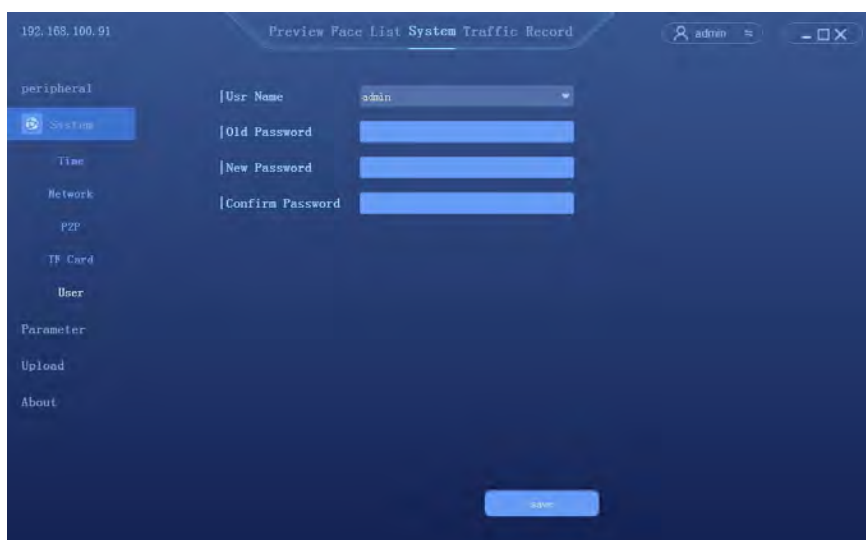 192.168.100.91
Preview Face List System Traffic Record
admin
peripheral
System
Time
Network
PZP
TF Card
User
Parameter
Upload
About
|Usr Name
admin
|Old Password
|New Password
|Confirm Password
save